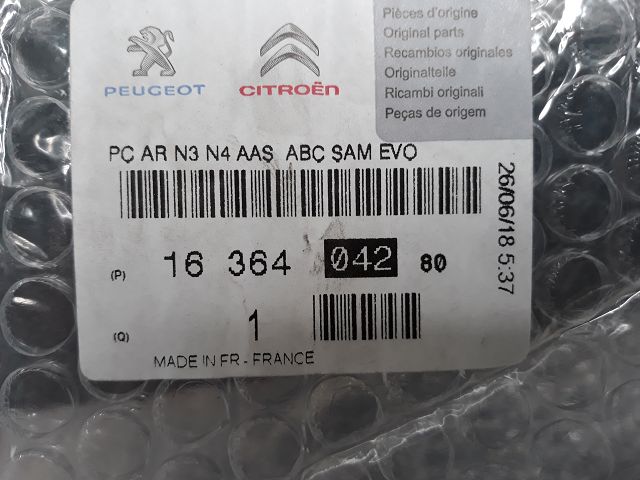 PEUGEOT
CITROËN
Pièces d'origine
Original parts
Recambios originales
Originalteile
Ricambi originali
Peças de origem
PC AR N3 N4 AAS ABC SAM EVO
(P) 16 364 042 80
(Q) 1
MADE IN FR - FRANCE
26/06/18 5:37